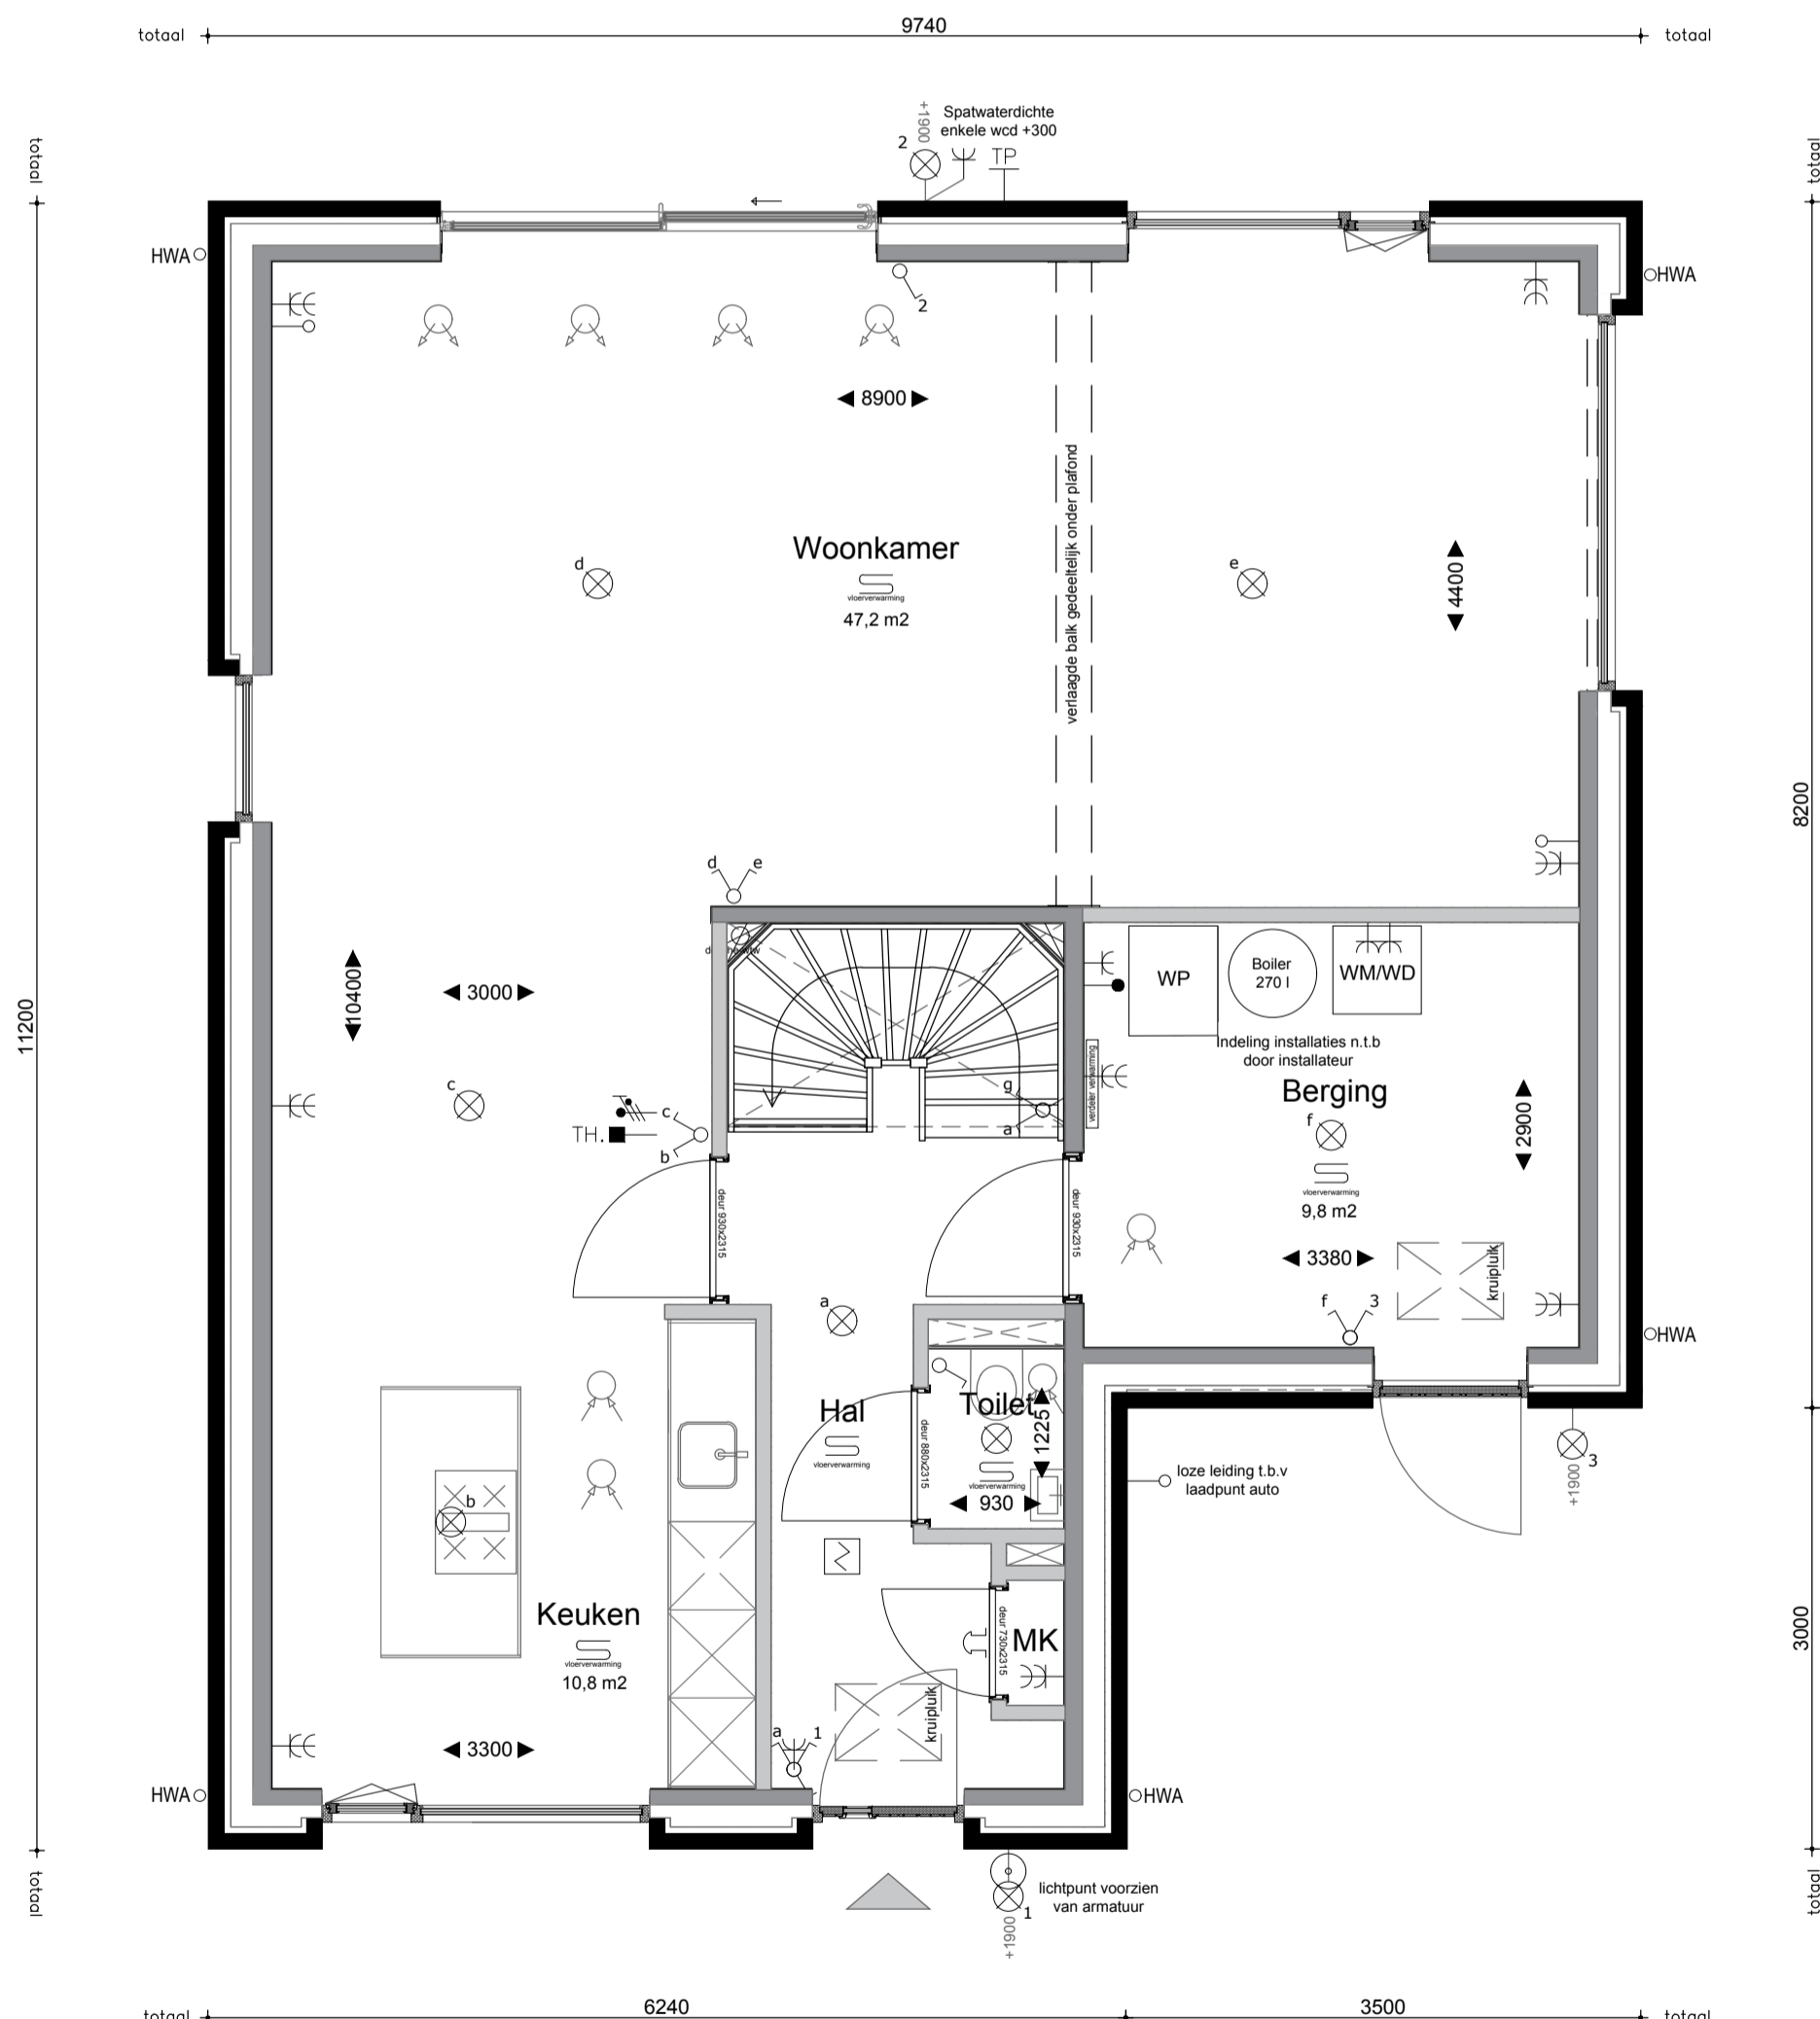 9740
totaal
totaal
+1900
Spatwaterdichte
enkele wcd +300
2
TP
totaal
totaal
HWA
HWA
2
8900
verlaagde balk gedeeltelijk onder plafond
Woonkamer
vloerverwarming
47,2 m2
d
e
4400
8200
d
e
11200
10400
3000
WP
Boiler
270 l
WM/WD
Indeling installaties n.t.b
door installateur
Berging
verdeler verwarming
c
g
a
c
TH.
b
f
vloerverwarming
9,8 m2
2900
deur 930x2315
deur 930x2315
3380
kruipluik
a
f
3
HWA
Hal
vloerverwarming
Toilet
1225
deur 880x2315
vloerverwarming
930
loze leiding t.b.v
laadpunt auto
3
+1900
b
Keuken
vloerverwarming
10,8 m2
MK
deur 730x2315
3000
kruipluik
a
1
3300
HWA
HWA
lichtpunt voorzien
van armatuur
1
+1900
totaal
totaal
6240
3500
totaal
totaal